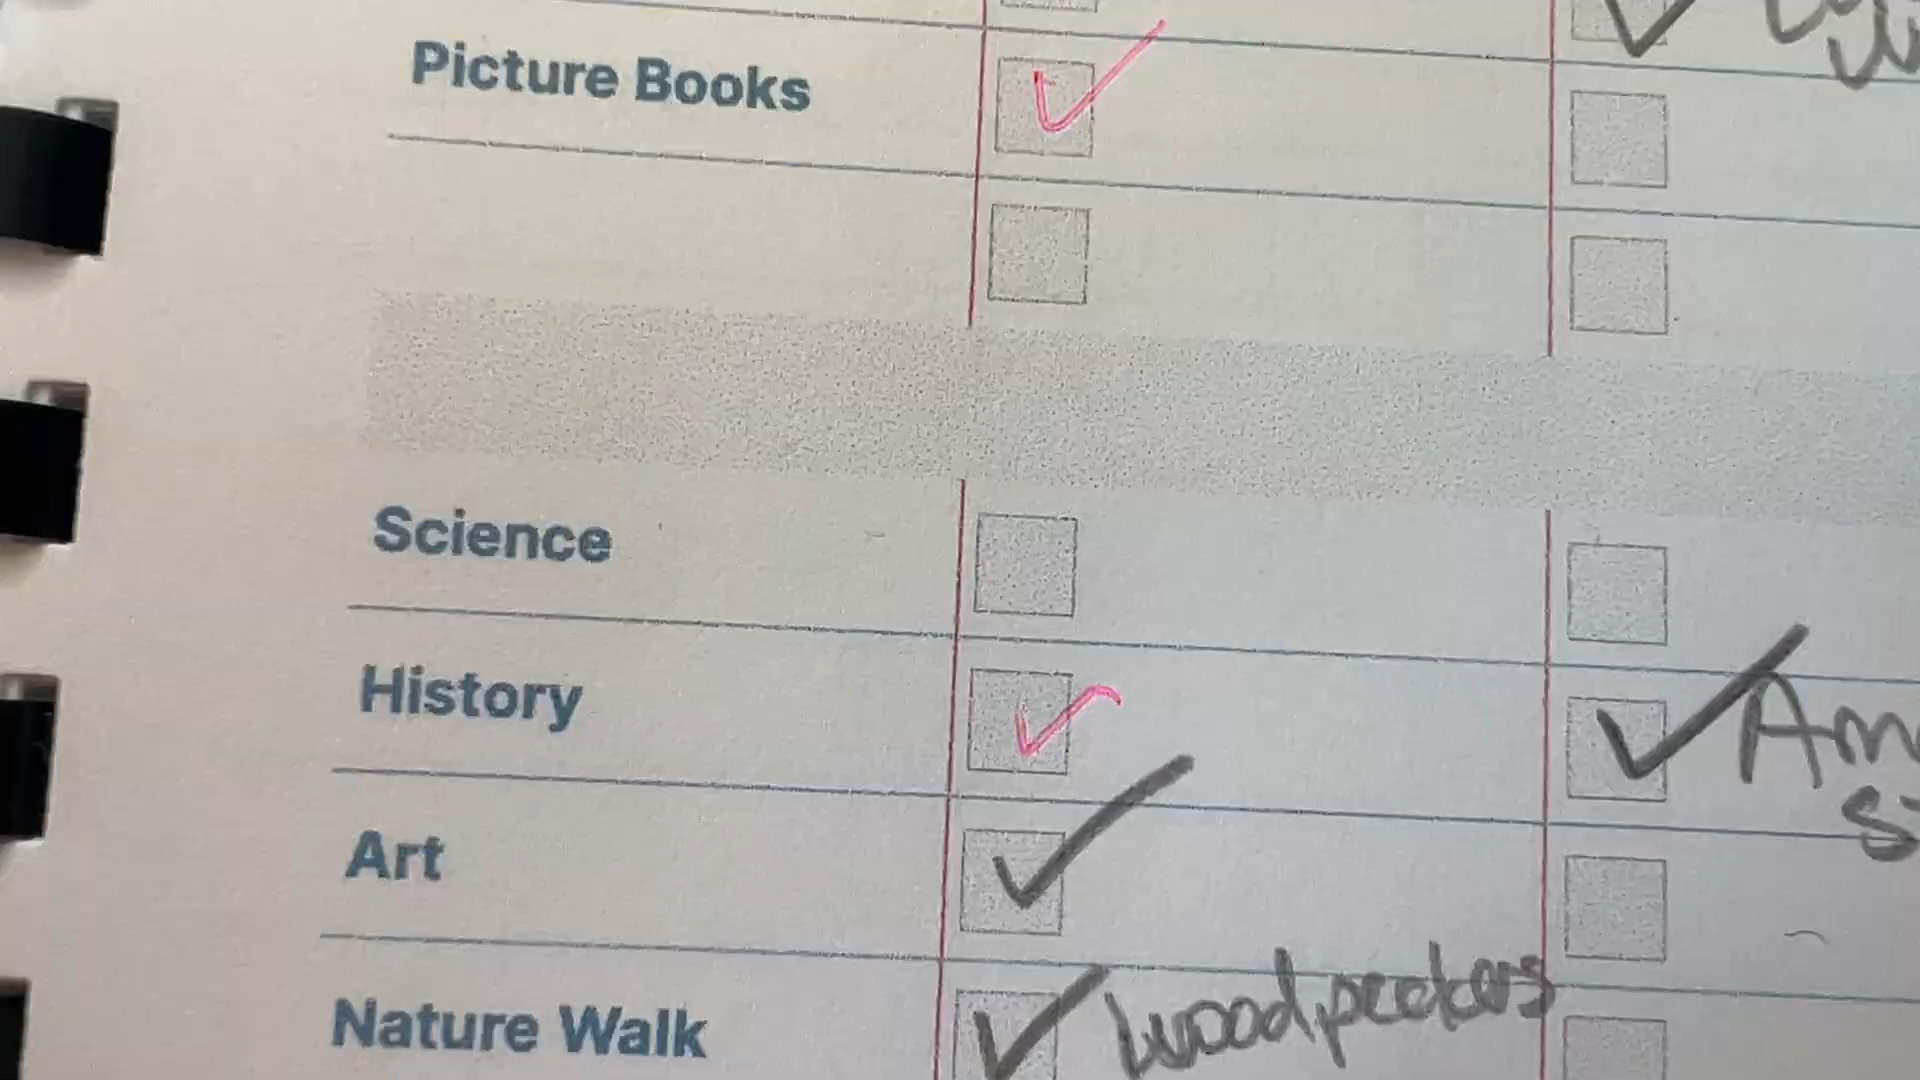 Picture Books
Science
History
Art
Nature Walk
woodpeckers